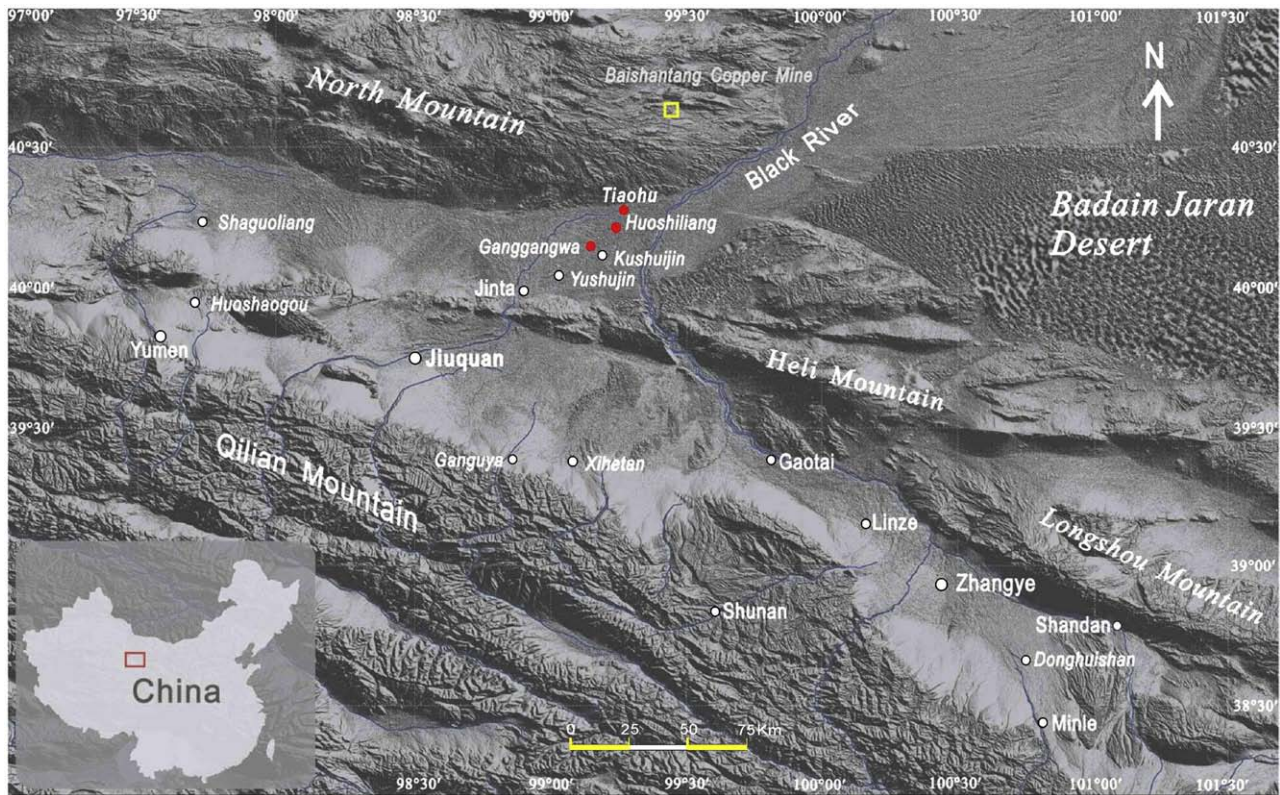 97°00′ 97°30′ 98°00′ 98°30′ 99°00′ 99°30′ 100°00′ 100°30′ 101°00′ 101°30′
N
Baishantang Copper Mine
North Mountain
Black River
40°30′ 40°30′
Tiaohu
Badain Jaran
Desert
Shaguoliang
Huoshiliang
Ganggangwa
Kushuijin
Yushujin
40°00′ 40°00′
Jinta
Huoshaogou
Yumen
Jiuquan
Heli Mountain
39°30′ 39°30′
Qilian Mountain
Ganguya
Xihetan
Gaotai
Linze
Longshou Mountain
39°00′
Zhangye
Shunan
Shandan
Donghuishan
China
38°30′
Minle
0 25 50 75Km
98°30′ 99°00′ 99°30′ 100°00′ 100°30′ 101°00′ 101°30′